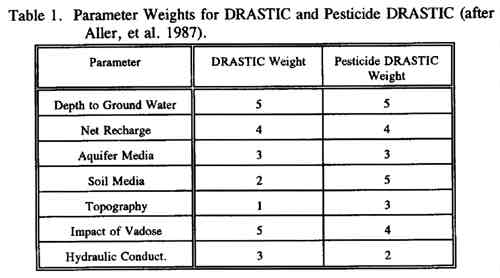 Table 1. Parameter Weights for DRASTIC and Pesticide DRASTIC (after
Aller, et al. 1987).
Parameter DRASTIC Weight Pesticide DRASTIC
Weight
Depth to Ground Water 5 5
Net Recharge 4 4
Aquifer Media 3 3
Soil Media 2 5
Topography 1 3
Impact of Vadose 5 4
Hydraulic Conduct. 3 2